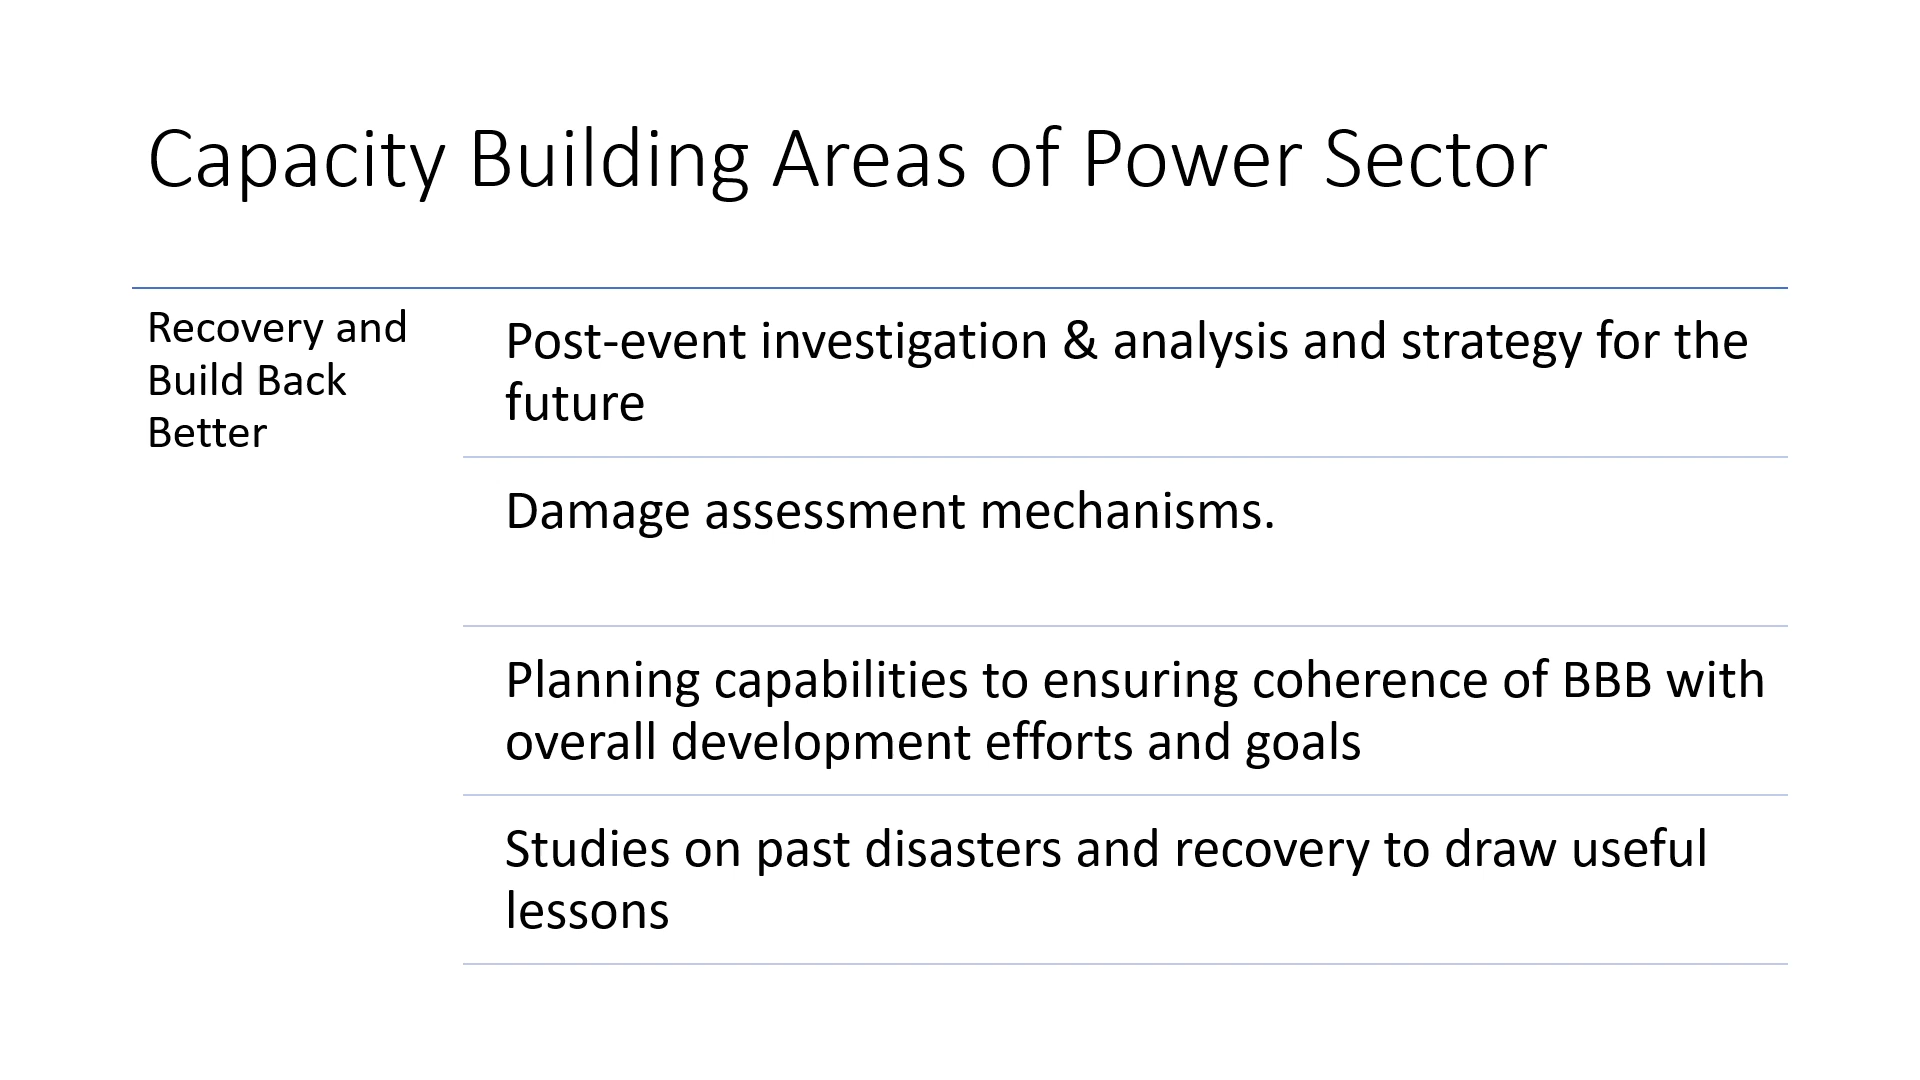 Capacity Building Areas of Power Sector
Recovery and
Build Back
Better
Post-event investigation & analysis and strategy for the
future
Damage assessment mechanisms.
Planning capabilities to ensuring coherence of BBB with
overall development efforts and goals
Studies on past disasters and recovery to draw useful
lessons